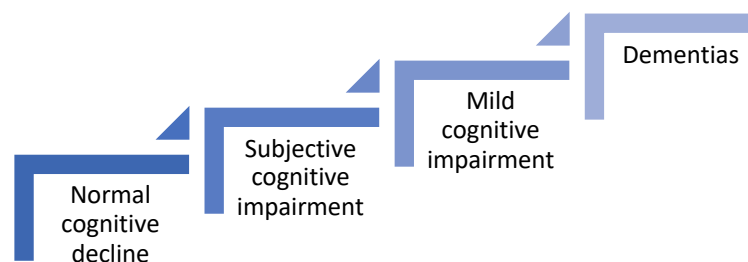 Normal
cognitive
decline
Subjective
cognitive
impairment
Mild
cognitive
impairment
Dementias